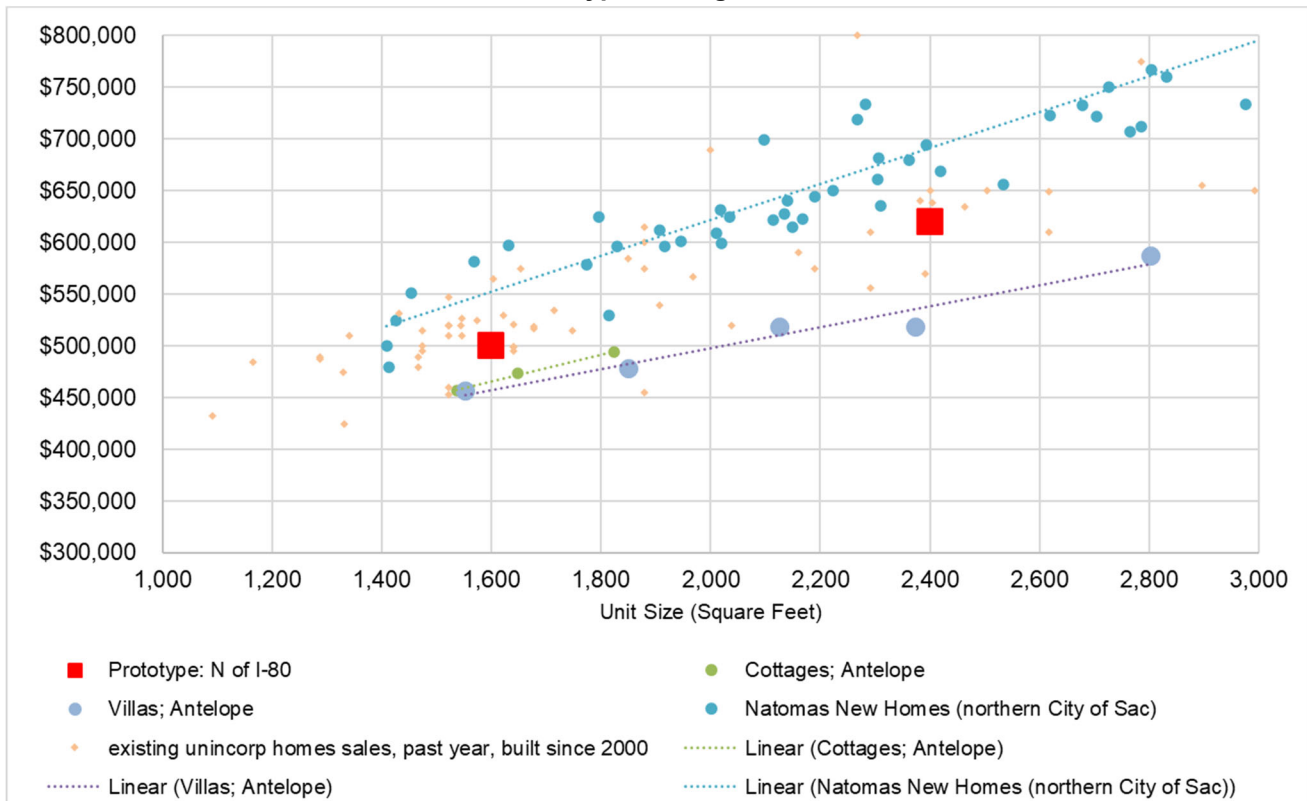 $800,000
$750,000
$700,000
$650,000
$600,000
$550,000
$500,000
$450,000
$400,000
$350,000
$300,000
1,000 1,200 1,400 1,600 1,800 2,000 2,200 2,400 2,600 2,800 3,000
Unit Size (Square Feet)
Prototype: N of I-80 Cottages; Antelope
Villas; Antelope Natomas New Homes (northern City of Sac)
existing unincorp homes sales, past year, built since 2000 Linear (Cottages; Antelope)
Linear (Villas; Antelope) Linear (Natomas New Homes (northern City of Sac))